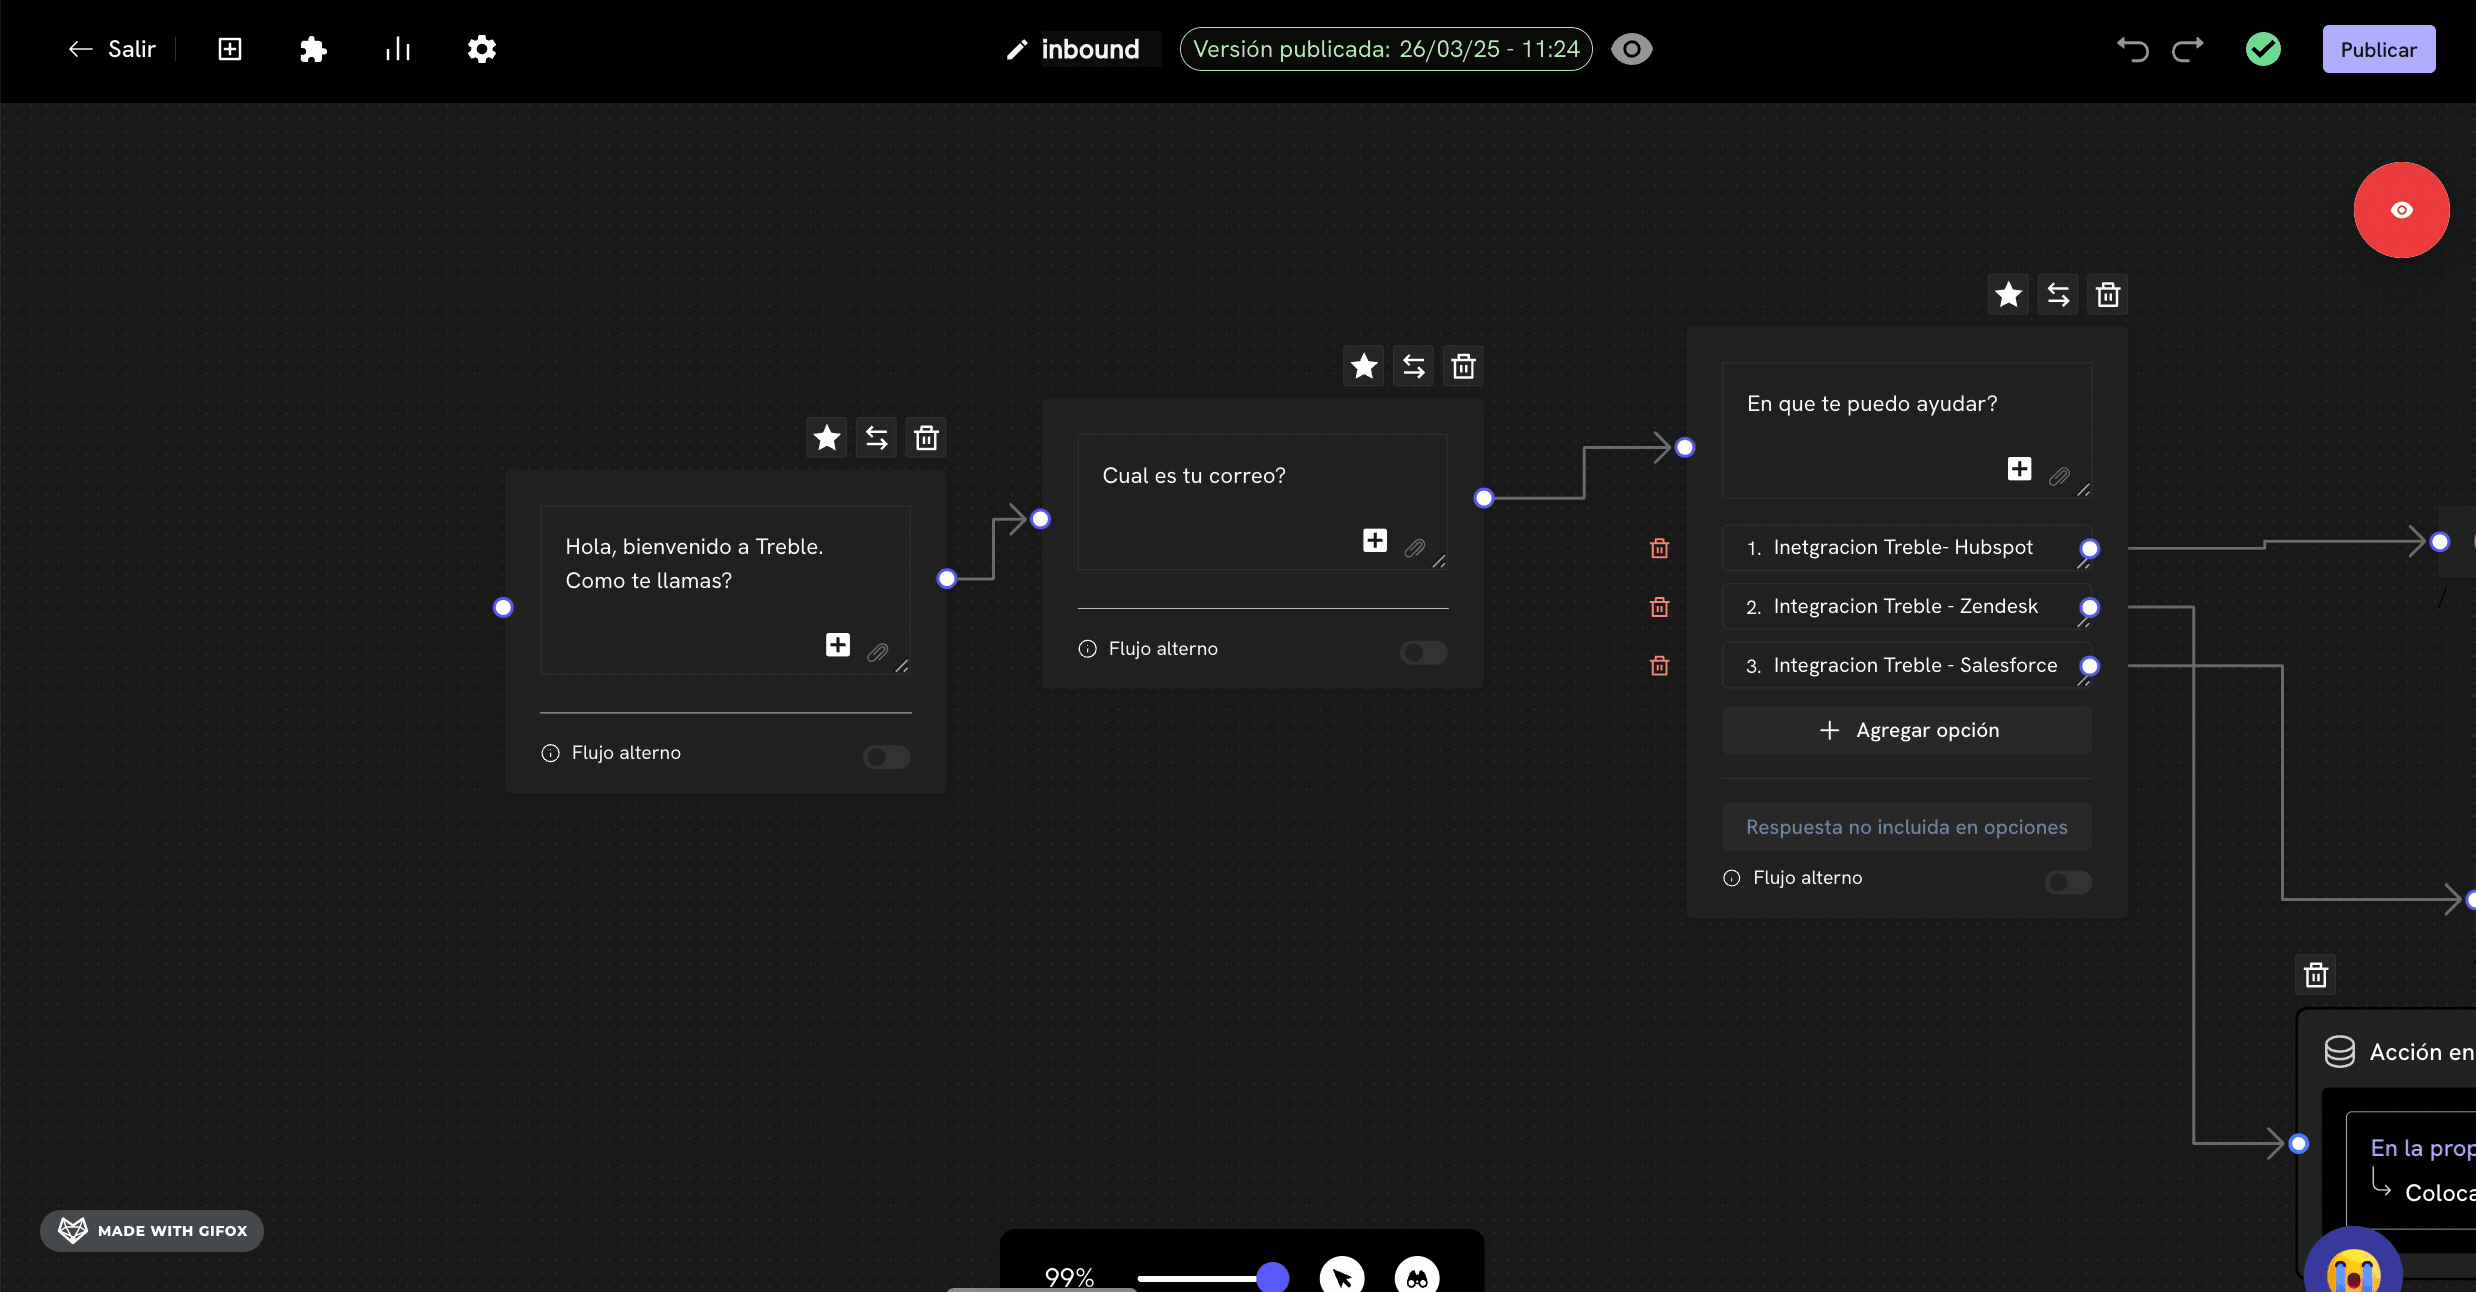 Salir
inbound
Versión publicada: 26/03/25 - 11:24
Publicar
Hola, bienvenido a Treble.
Como te llamas?
Flujo alterno
Cual es tu correo?
Flujo alterno
En que te puedo ayudar?
1. Inetgracion Treble- Hubspot
2. Integracion Treble - Zendesk
3. Integracion Treble - Salesforce
Agregar opción
Respuesta no incluida en opciones
Flujo alterno
Acción en
En la prop
Coloca
MADE WITH GIFOX
99%